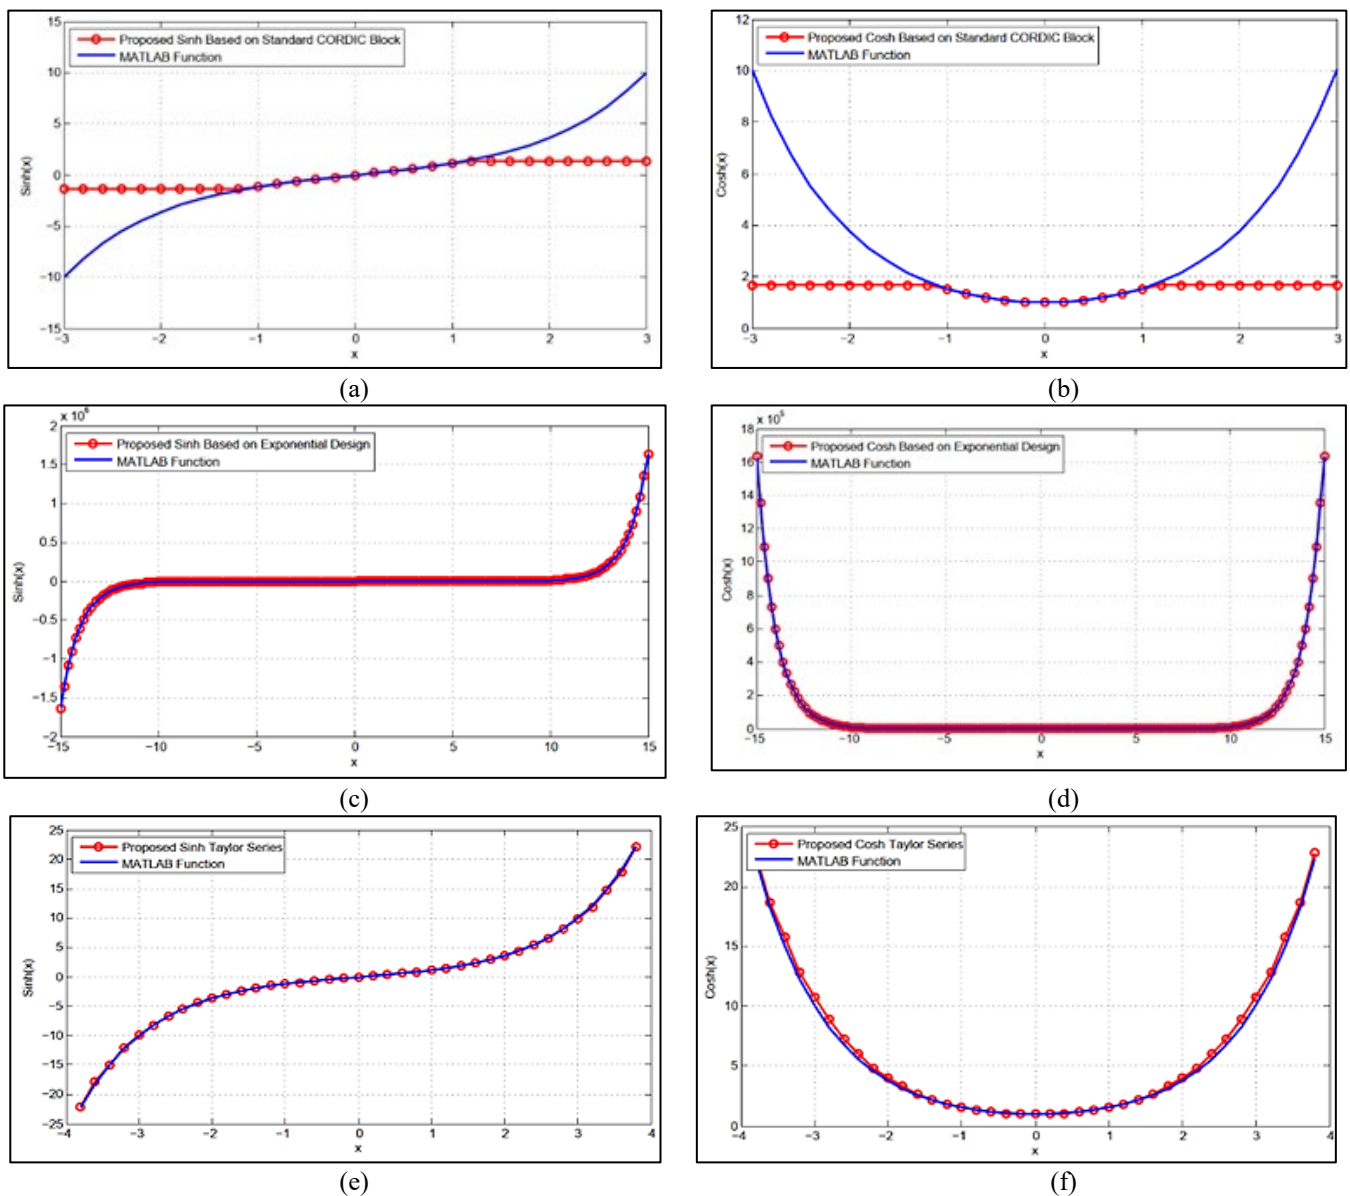 Proposed Sinh Based on Standard CORDIC Block
MATLAB Function
Sinh(x)
15
10
5
0
−5
−10
−15
−3 −2 −1 0 1 2 3
x
(a)
Proposed Cosh Based on Standard CORDIC Block
MATLAB Function
Cosh(x)
12
10
8
6
4
2
0
−3 −2 −1 0 1 2 3
x
(b)
x 10⁶
Proposed Sinh Based on Exponential Design
MATLAB Function
Sinh(x)
2
1.5
1
0.5
0
−0.5
−1
−1.5
−2
−15 −10 −5 0 5 10 15
x
(c)
x 10⁵
Proposed Cosh Based on Exponential Design
MATLAB Function
Cosh(x)
18
16
14
12
10
8
6
4
2
0
−15 −10 −5 0 5 10 15
x
(d)
Proposed Sinh Taylor Series
MATLAB Function
Sinh(x)
25
20
15
10
5
0
−5
−10
−15
−20
−25
−4 −3 −2 −1 0 1 2 3 4
x
(e)
Proposed Cosh Taylor Series
MATLAB Function
Cosh(x)
25
20
15
10
5
0
−4 −3 −2 −1 0 1 2 3 4
x
(f)